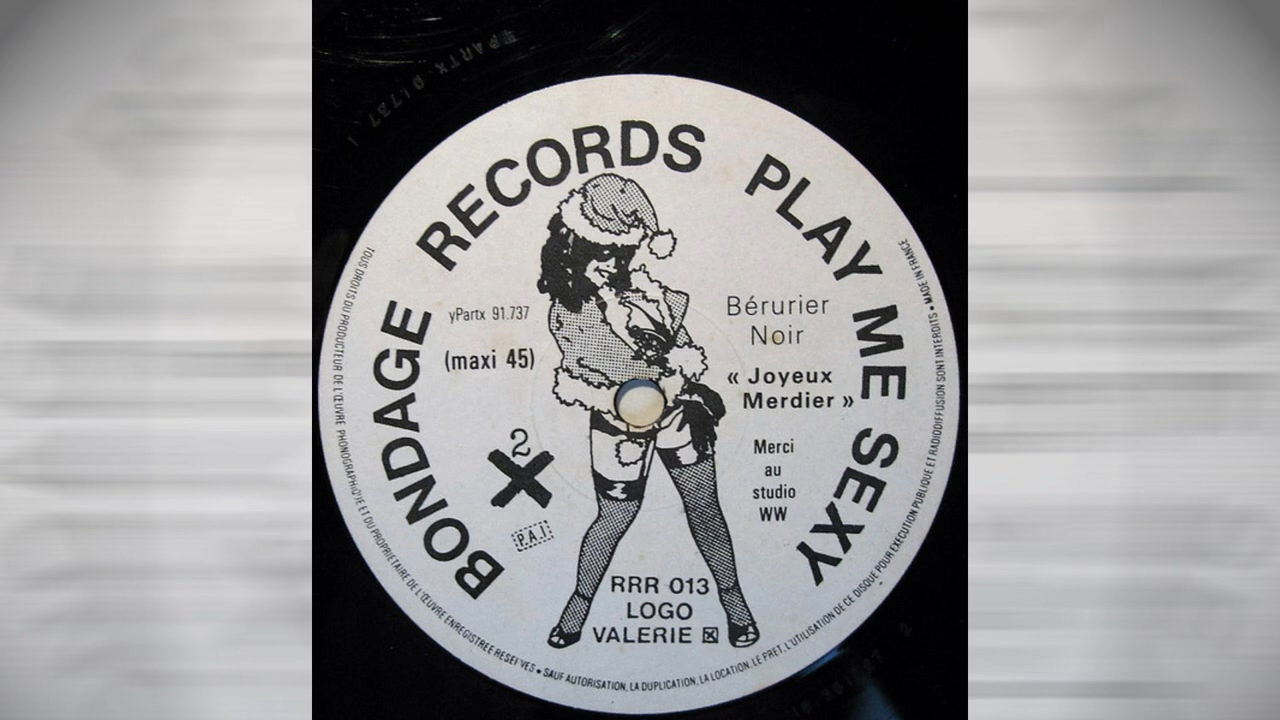 BONDAGE RECORDS PLAY ME SEXY
yPartx 91.737
(maxi 45)
X2
P.A.I
Bérurier
Noir
« Joyeux
Merdier »
Merci
au
studio
WW
RRR 013
LOGO
VALERIE
TOUS DROITS DU PRODUCTEUR DE L'ŒUVRE PHONOGRAPHIQUE ET DU PROPRIETAIRE DE L'ŒUVRE ENREGISTREE RESERVES • SAUF AUTORISATION, LA DUPLICATION, LA LOCATION, LE PRET, L'UTILISATION DE CE DISQUE POUR EXECUTION PUBLIQUE ET RADIODIFFUSION SONT INTERDITS • MADE IN FRANCE